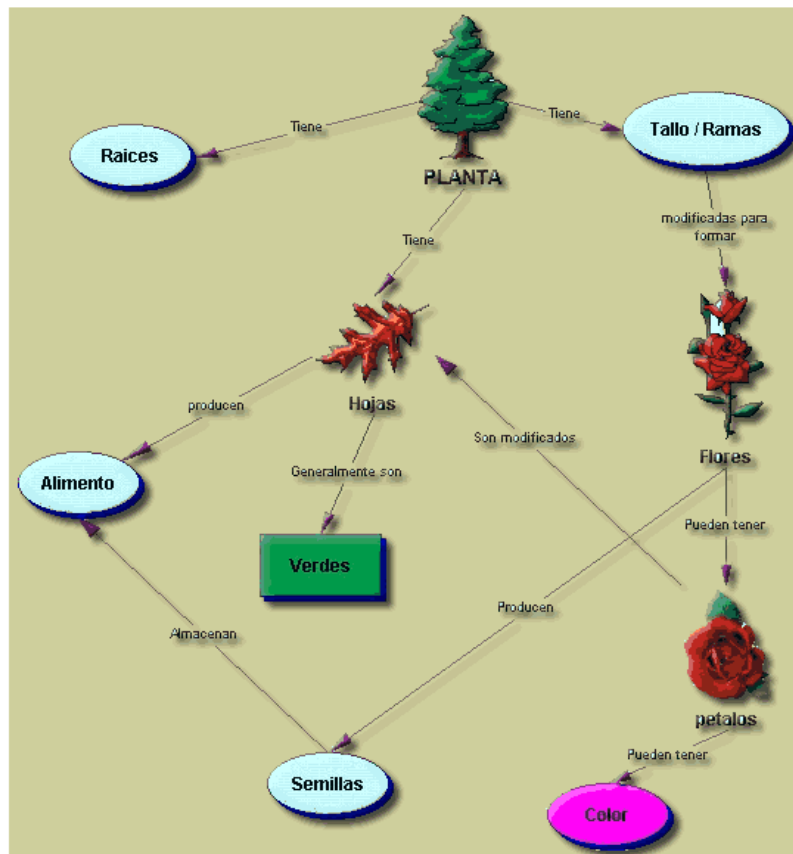 Tiene
Tiene
Raices
Tallo / Ramas
PLANTA
modificadas para
formar
Tiene
producen
Hojas
Son modificados
Flores
Generalmente son
Alimento
Pueden tener
Verdes
Producen
Almacenan
petalos
Pueden tener
Semillas
Color